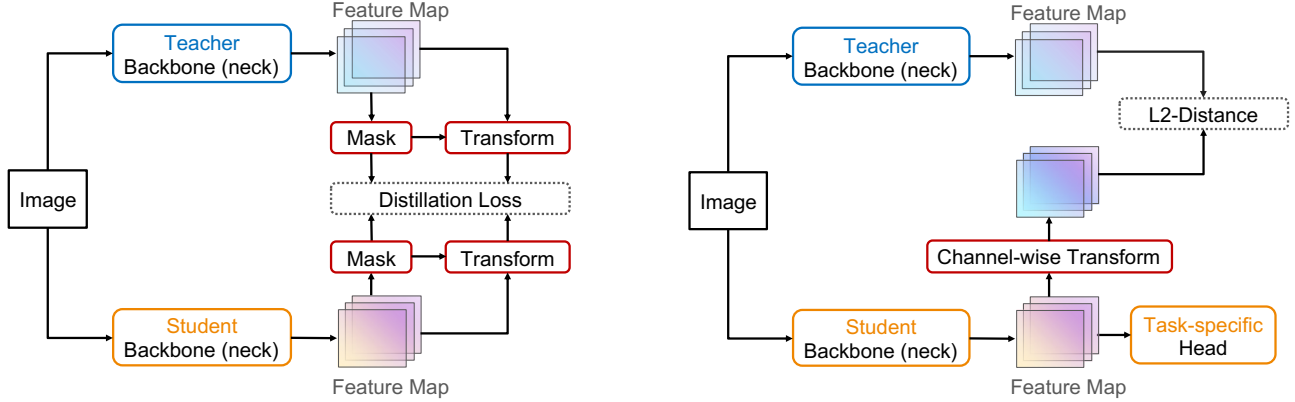 Feature Map
Teacher
Backbone (neck)
Mask
Transform
Image
Distillation Loss
Mask
Transform
Student
Backbone (neck)
Feature Map
Feature Map
Teacher
Backbone (neck)
L2-Distance
Image
Channel-wise Transform
Student
Backbone (neck)
Task-specific
Head
Feature Map